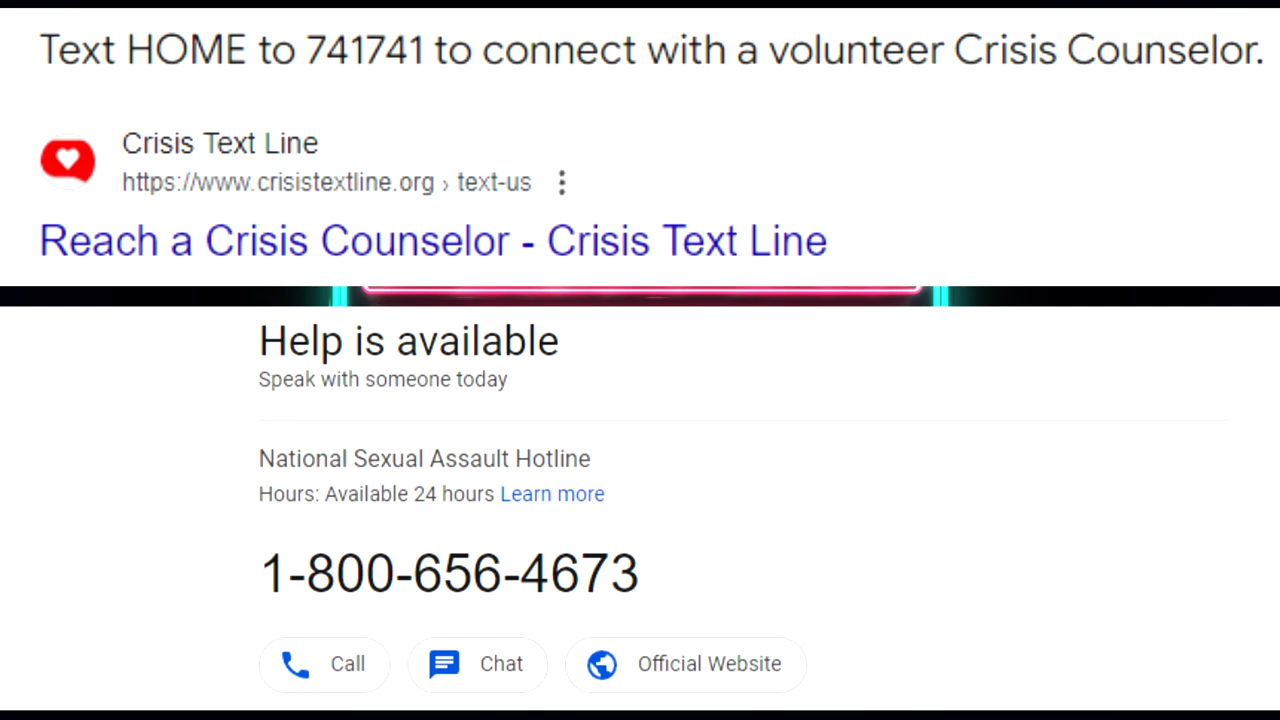 Text HOME to 741741 to connect with a volunteer Crisis Counselor.
Crisis Text Line
https://www.crisistextline.org › text-us
Reach a Crisis Counselor - Crisis Text Line
Help is available
Speak with someone today
National Sexual Assault Hotline
Hours: Available 24 hours Learn more
1-800-656-4673
Call Chat Official Website